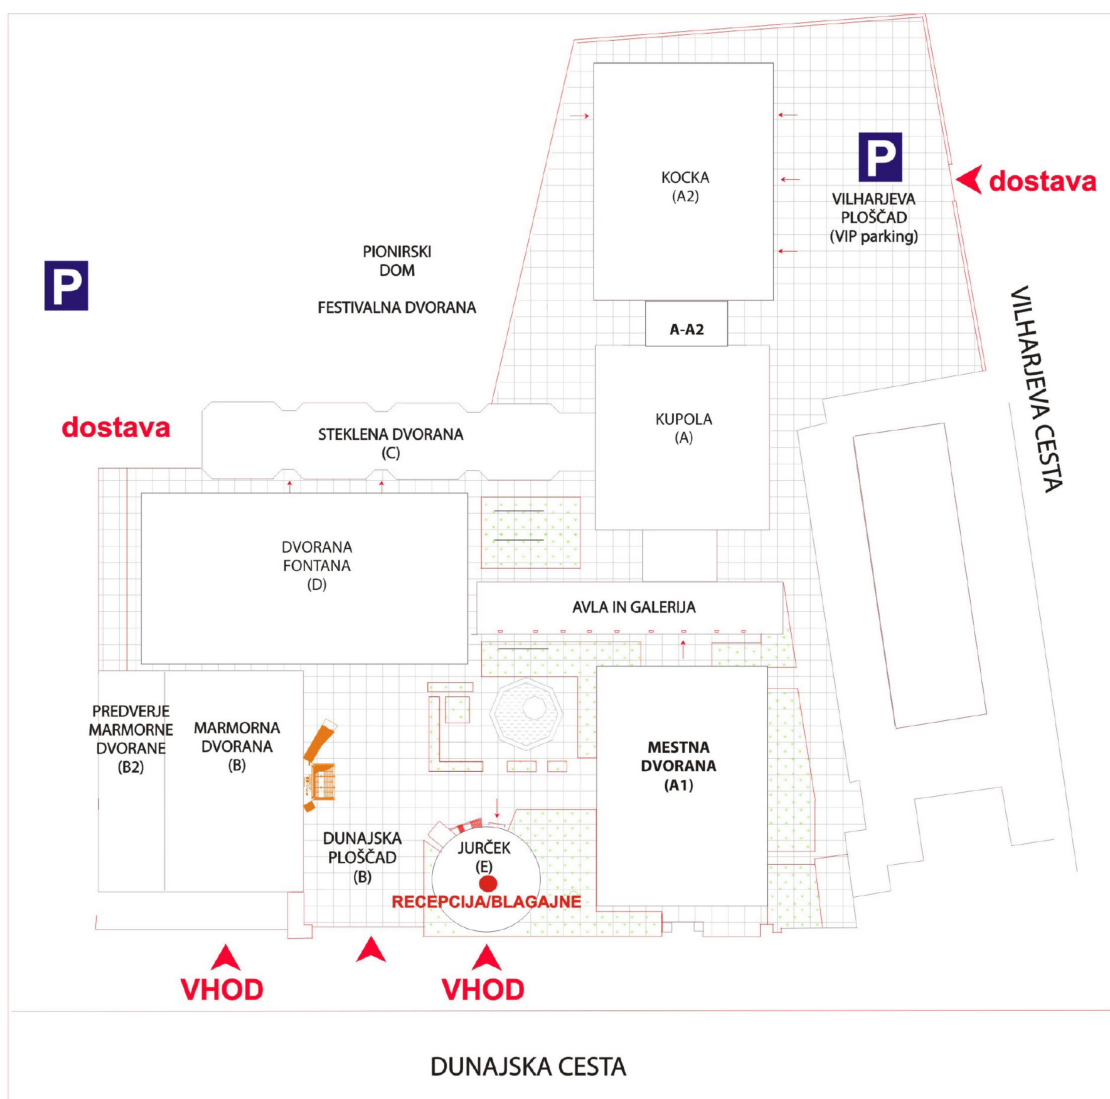 KOCKA
(A2)
P
dostava
VILHARJEVA
PLOŠČAD
(VIP parking)
PIONIRSKI
DOM
FESTIVALNA DVORANA
P
A-A2
VILHARJEVA CESTA
dostava
STEKLENA DVORANA
(C)
KUPOLA
(A)
DVORANA
FONTANA
(D)
AVLA IN GALERIJA
PREDVERJE
MARMORNE
DVORANE
(B2)
MARMORNA
DVORANA
(B)
MESTNA
DVORANA
(A1)
DUNAJSKA
PLOŠČAD
(B)
JURČEK
(E)
RECEPCIJA/BLAGAJNE
VHOD
VHOD
DUNAJSKA CESTA